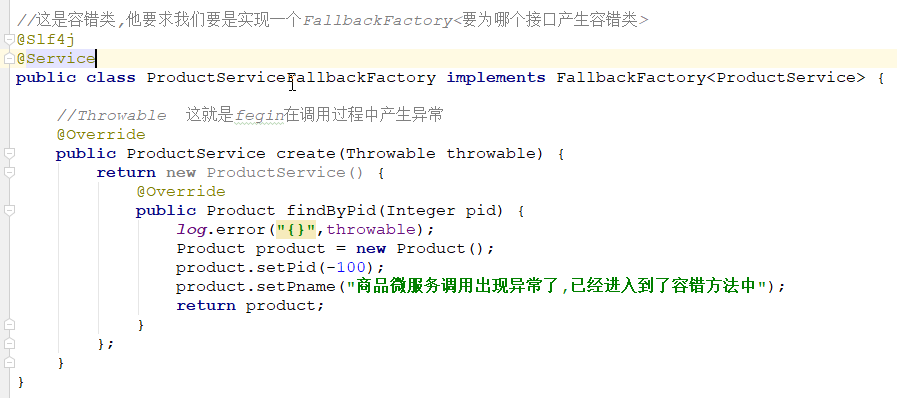 //这是容错类,他要求我们要是实现一个FallbackFactory<要为哪个接口产生容错类>
@Slf4j
@Service
public class ProductServiceFallbackFactory implements FallbackFactory<ProductService> {
//Throwable  这就是fegin在调用过程中产生异常
@Override
public ProductService create(Throwable throwable) {
return new ProductService() {
@Override
public Product findByPid(Integer pid) {
log.error("{}",throwable);
Product product = new Product();
product.setPid(-100);
product.setPname("商品微服务调用出现异常了,已经进入到了容错方法中");
return product;
}
};
}
}